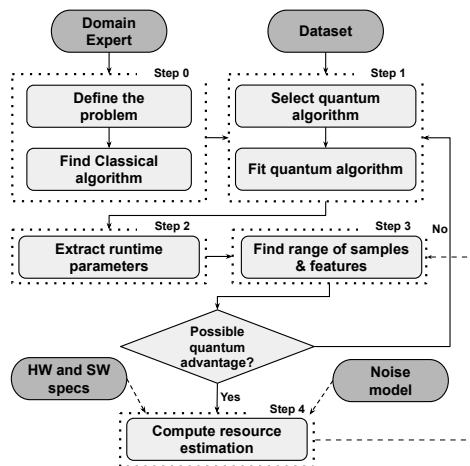 Domain
Expert
Dataset
Step 0
Step 1
Define the
problem
Select quantum
algorithm
Find Classical
algorithm
Fit quantum algorithm
Step 2
Step 3
No
Extract runtime
parameters
Find range of samples
& features
Possible
quantum
advantage?
HW and SW
specs
Noise
model
Yes
Step 4
Compute resource
estimation